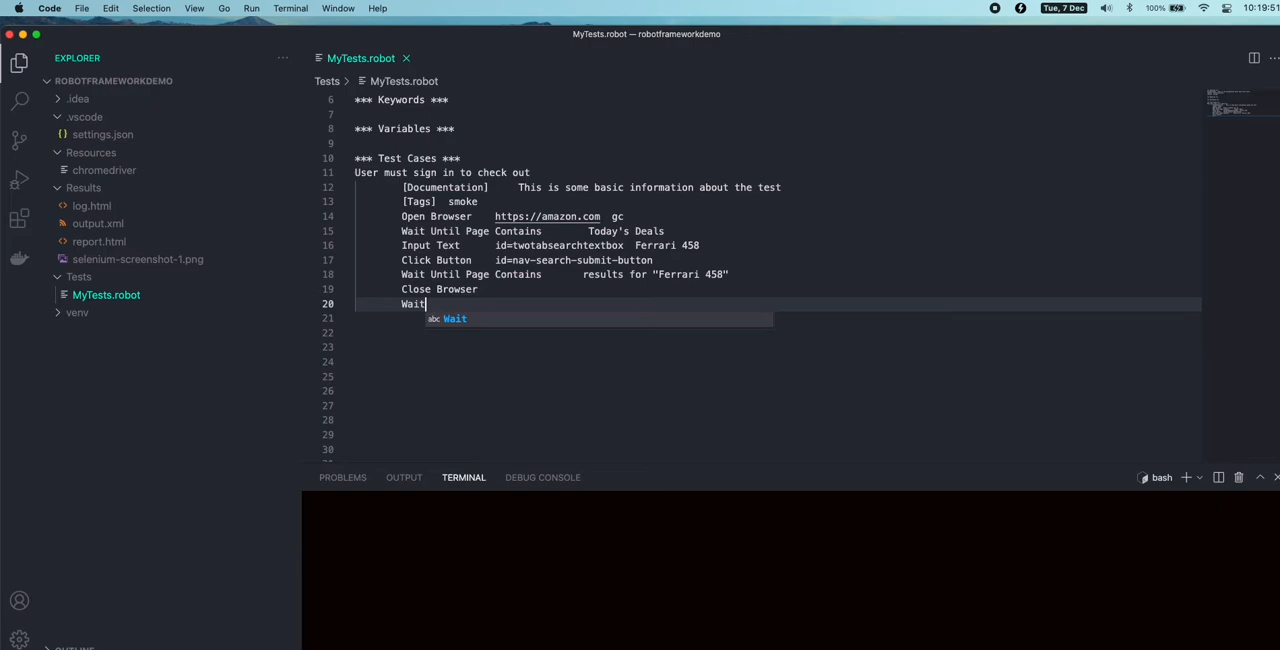 Code File Edit Selection View Go Run Terminal Window Help Tue, 7 Dec 100% 10:19:51
MyTests.robot — robotframeworkdemo
EXPLORER
MyTests.robot
ROBOTFRAMEWORKDEMO
Tests > MyTests.robot
.idea
.vscode
settings.json
Resources
chromedriver
Results
log.html
output.xml
report.html
selenium-screenshot-1.png
Tests
MyTests.robot
venv
6 *** Keywords ***
7
8 *** Variables ***
9
10 *** Test Cases ***
11 User must sign in to check out
12 [Documentation] This is some basic information about the test
13 [Tags] smoke
14 Open Browser https://amazon.com gc
15 Wait Until Page Contains Today's Deals
16 Input Text id=twotabsearchtextbox Ferrari 458
17 Click Button id=nav-search-submit-button
18 Wait Until Page Contains results for "Ferrari 458"
19 Close Browser
20 Wait
abc Wait
21
22
23
24
25
26
27
28
29
30
PROBLEMS OUTPUT TERMINAL DEBUG CONSOLE bash